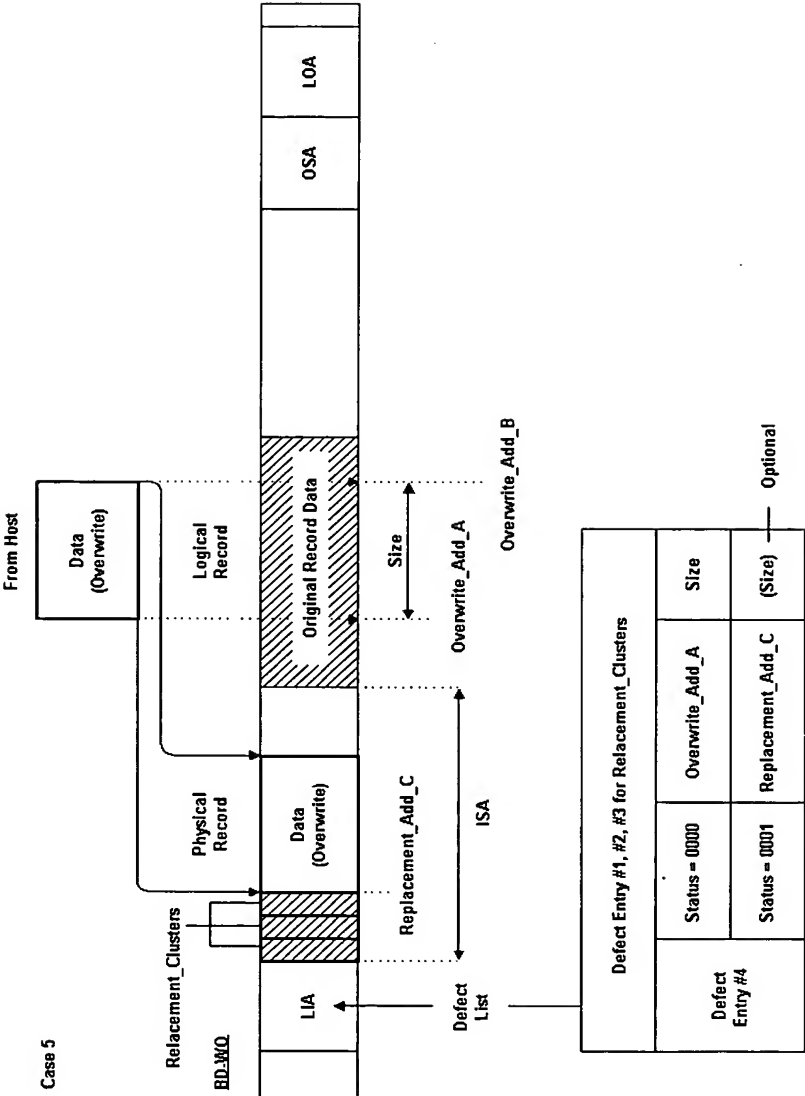 Case 5
From Host
Data
(Overwrite)
Relacement_Clusters
BD-WO
Physical
Record
Logical
Record
LIA
Data
(Overwrite)
Original Record Data
OSA
LOA
Replacement_Add_C
Size
Overwrite_Add_A
Overwrite_Add_B
ISA
Defect
List
Defect Entry #1, #2, #3 for Relacement_Clusters
Defect
Entry #4
Status = 0000
Overwrite_Add_A
Size
Status = 0001
Replacement_Add_C
(Size)
Optional